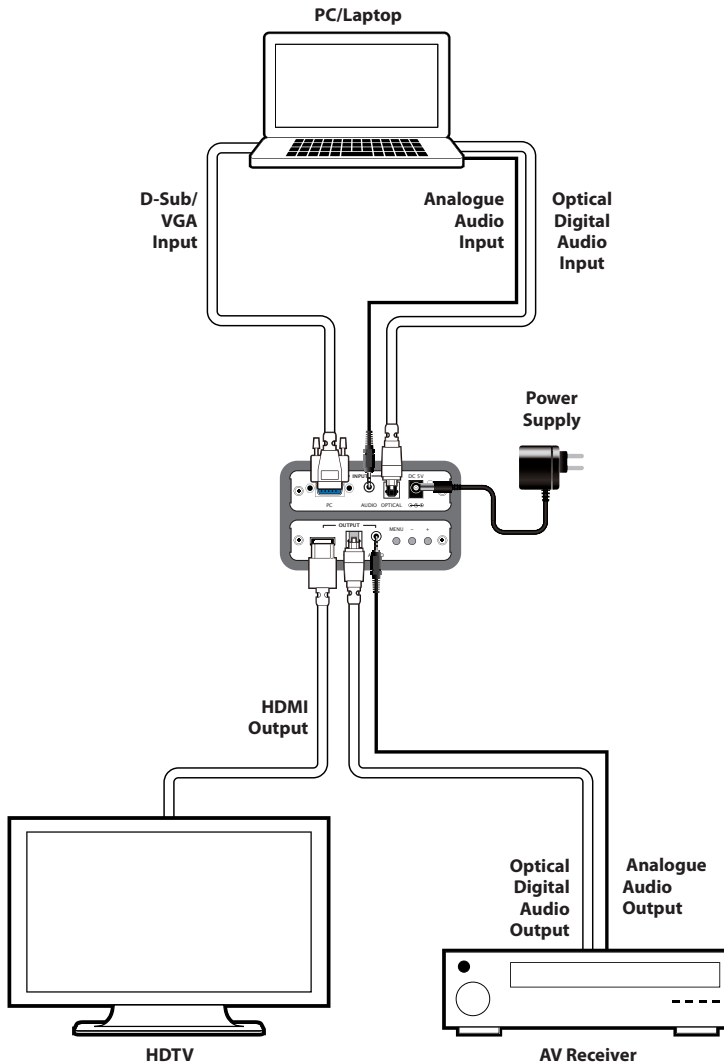 PC/Laptop
D-Sub/
VGA
Input
Analogue
Audio
Input
Optical
Digital
Audio
Input
Power
Supply
INPUT
DC 5V
PC
AUDIO
OPTICAL
OUTPUT
MENU
−
+
HDMI
Output
Optical
Digital
Audio
Output
Analogue
Audio
Output
HDTV
AV Receiver